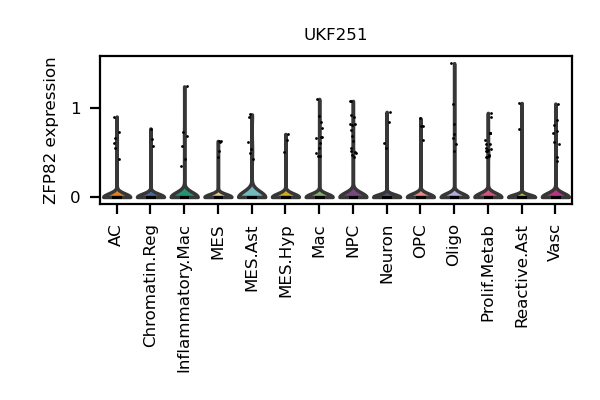 UKF251
ZFP82 expression
1
0
AC
Chromatin.Reg
Inflammatory.Mac
MES
MES.Ast
MES.Hyp
Mac
NPC
Neuron
OPC
Oligo
Prolif.Metab
Reactive.Ast
Vasc